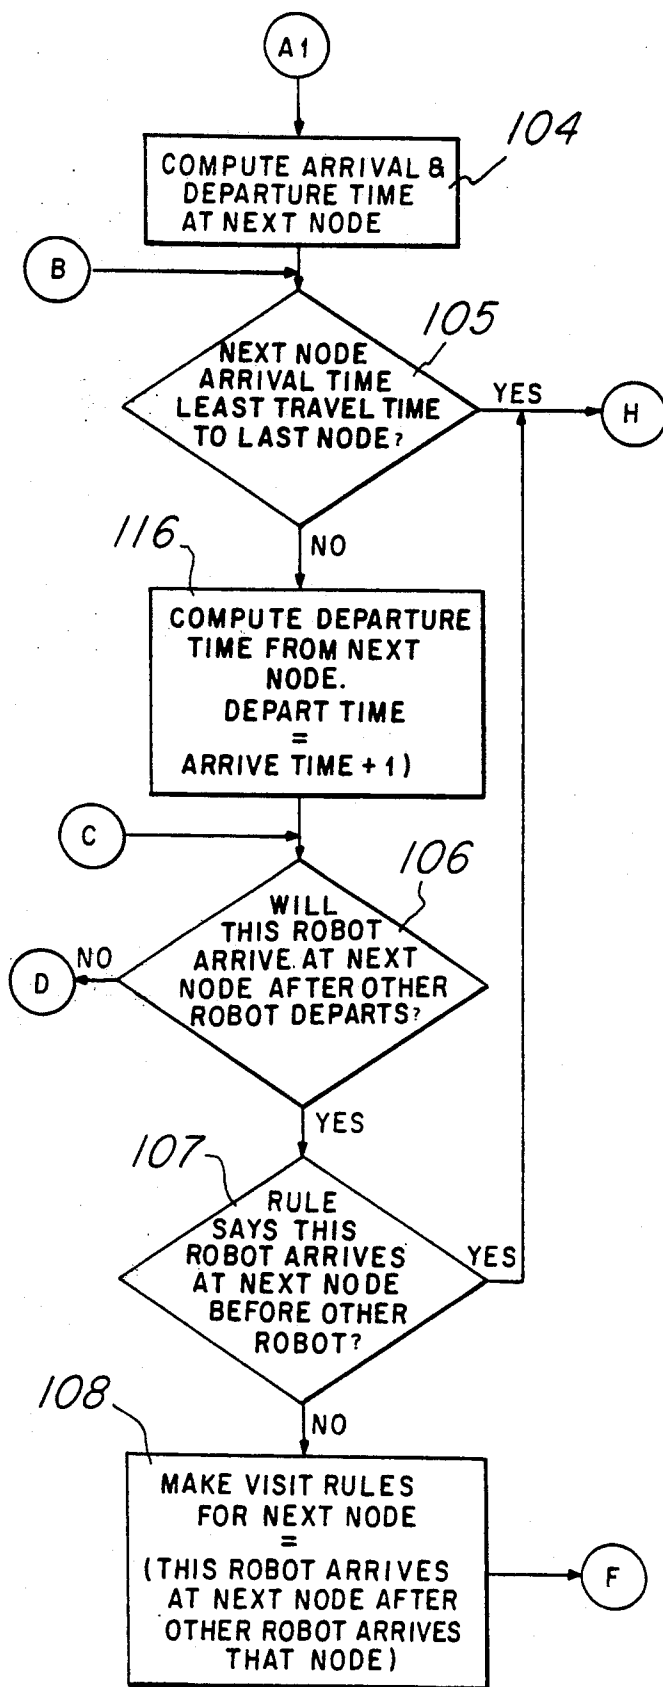 A1
104
COMPUTE ARRIVAL &
DEPARTURE TIME
AT NEXT NODE
B
105
NEXT NODE
ARRIVAL TIME
LEAST TRAVEL TIME
TO LAST NODE?
YES
H
NO
116
COMPUTE DEPARTURE
TIME FROM NEXT
NODE.
DEPART TIME
=
ARRIVE TIME + 1)
C
106
WILL
THIS ROBOT
ARRIVE AT NEXT
NODE AFTER OTHER
ROBOT DEPARTS?
NO
D
YES
107
RULE
SAYS THIS
ROBOT ARRIVES
AT NEXT NODE
BEFORE OTHER
ROBOT?
YES
NO
108
MAKE VISIT RULES
FOR NEXT NODE
=
(THIS ROBOT ARRIVES
AT NEXT NODE AFTER
OTHER ROBOT ARRIVES
THAT NODE)
F